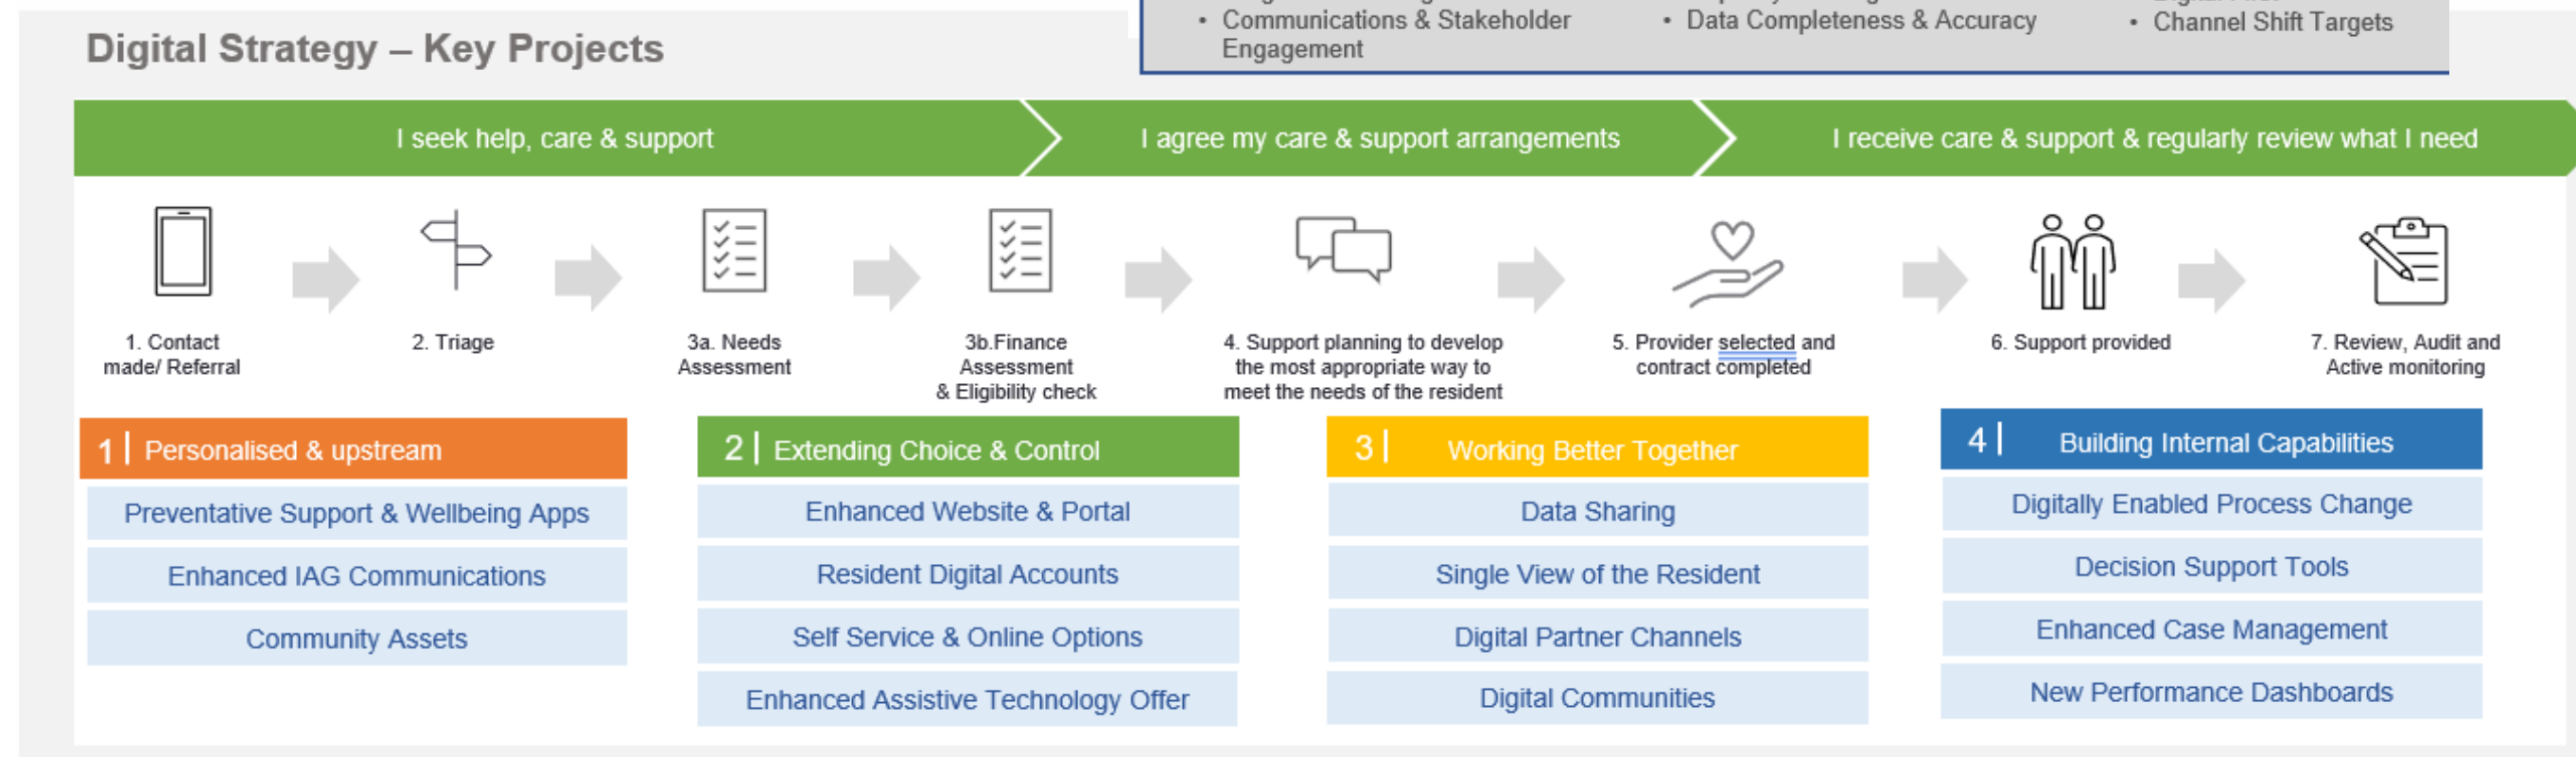 • Communications & Stakeholder
Engagement
• Data Completeness & Accuracy
• Channel Shift Targets
Digital Strategy – Key Projects
I seek help, care & support
I agree my care & support arrangements
I receive care & support & regularly review what I need
1. Contact
made/ Referral
2. Triage
3a. Needs
Assessment
3b.Finance
Assessment
& Eligibility check
4. Support planning to develop
the most appropriate way to
meet the needs of the resident
5. Provider selected and
contract completed
6. Support provided
7. Review, Audit and
Active monitoring
1 | Personalised & upstream
Preventative Support & Wellbeing Apps
Enhanced IAG Communications
Community Assets
2 | Extending Choice & Control
Enhanced Website & Portal
Resident Digital Accounts
Self Service & Online Options
Enhanced Assistive Technology Offer
3 | Working Better Together
Data Sharing
Single View of the Resident
Digital Partner Channels
Digital Communities
4 | Building Internal Capabilities
Digitally Enabled Process Change
Decision Support Tools
Enhanced Case Management
New Performance Dashboards